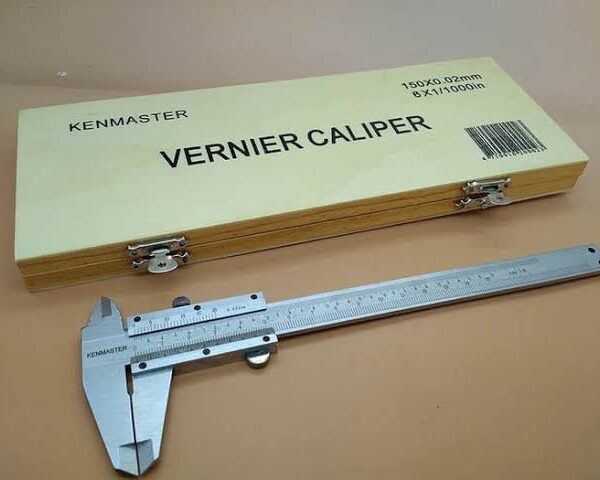 KENMASTER
150X0.02mm
6X1/1000in
VERNIER CALIPER
KENMASTER